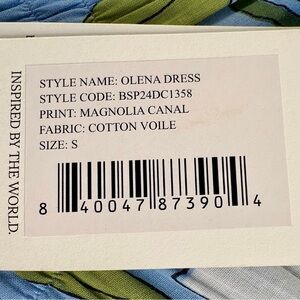 STYLE NAME: OLENA DRESS
STYLE CODE: BSP24DC1358
PRINT: MAGNOLIA CANAL
FABRIC: COTTON VOILE
SIZE: S
8 40047 87390 4
INSPIRED BY THE WORLD.